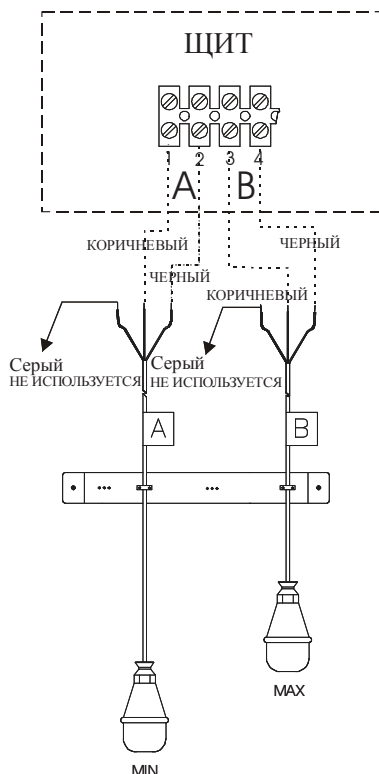 ЩИТ
1 2 3 4
A B
КОРИЧНЕВЫЙ
ЧЕРНЫЙ
ЧЕРНЫЙ
КОРИЧНЕВЫЙ
Серый
НЕ ИСПОЛЬЗУЕТСЯ
Серый
НЕ ИСПОЛЬЗУЕТСЯ
A
B
MAX
MIN